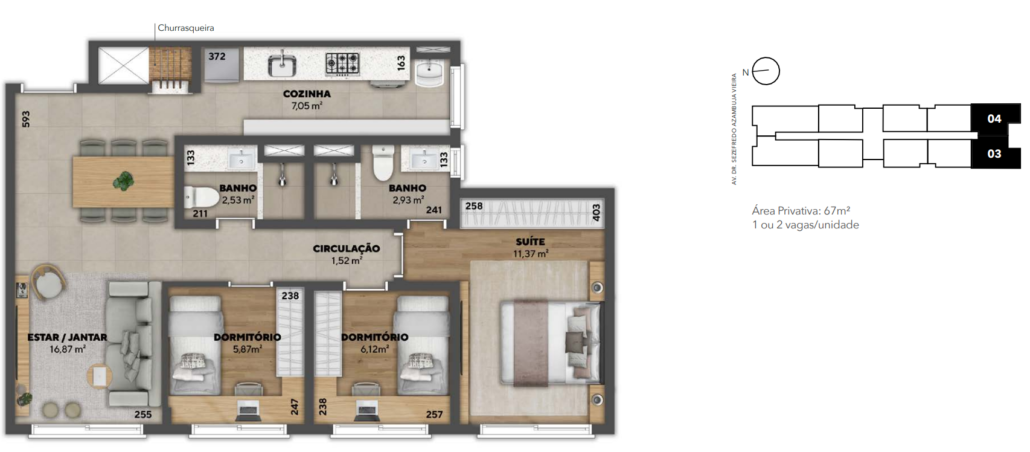 Churrasqueira
372
163
COZINHA
7,05 m²
593
133
BANHO
2,53 m²
211
133
BANHO
2,93 m²
241
258
403
CIRCULAÇÃO
1,52 m²
SUÍTE
11,37 m²
ESTAR / JANTAR
16,87 m²
255
238
DORMITÓRIO
5,87m²
247
DORMITÓRIO
6,12m²
238
257
N
AV. DR. SEZEFREDO AZAMBUJA VIEIRA
04
03
Área Privativa: 67m²
1 ou 2 vagas/unidade